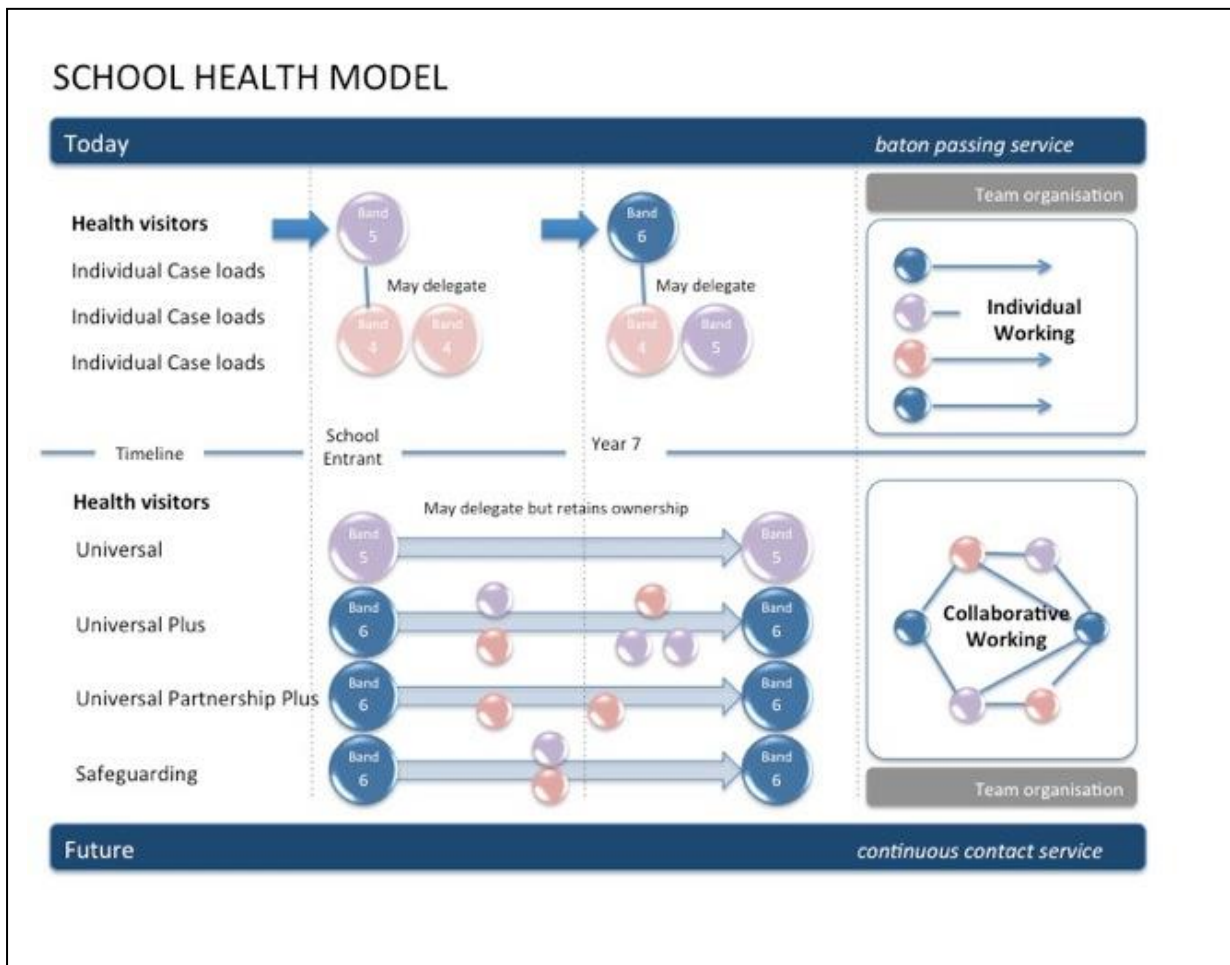 SCHOOL HEALTH MODEL
Today
baton passing service
Team organisation
Health visitors
Individual Case loads
Individual Case loads
Individual Case loads
Band
5
May delegate
Band
4
Band
4
Band
6
May delegate
Band
4
Band
5
Individual
Working
Timeline
School
Entrant
Year 7
Health visitors
May delegate but retains ownership
Universal
Band
5
Band
5
Universal Plus
Band
6
Band
6
Universal Partnership Plus
Band
6
Band
6
Safeguarding
Band
6
Band
6
Collaborative
Working
Team organisation
Future
continuous contact service